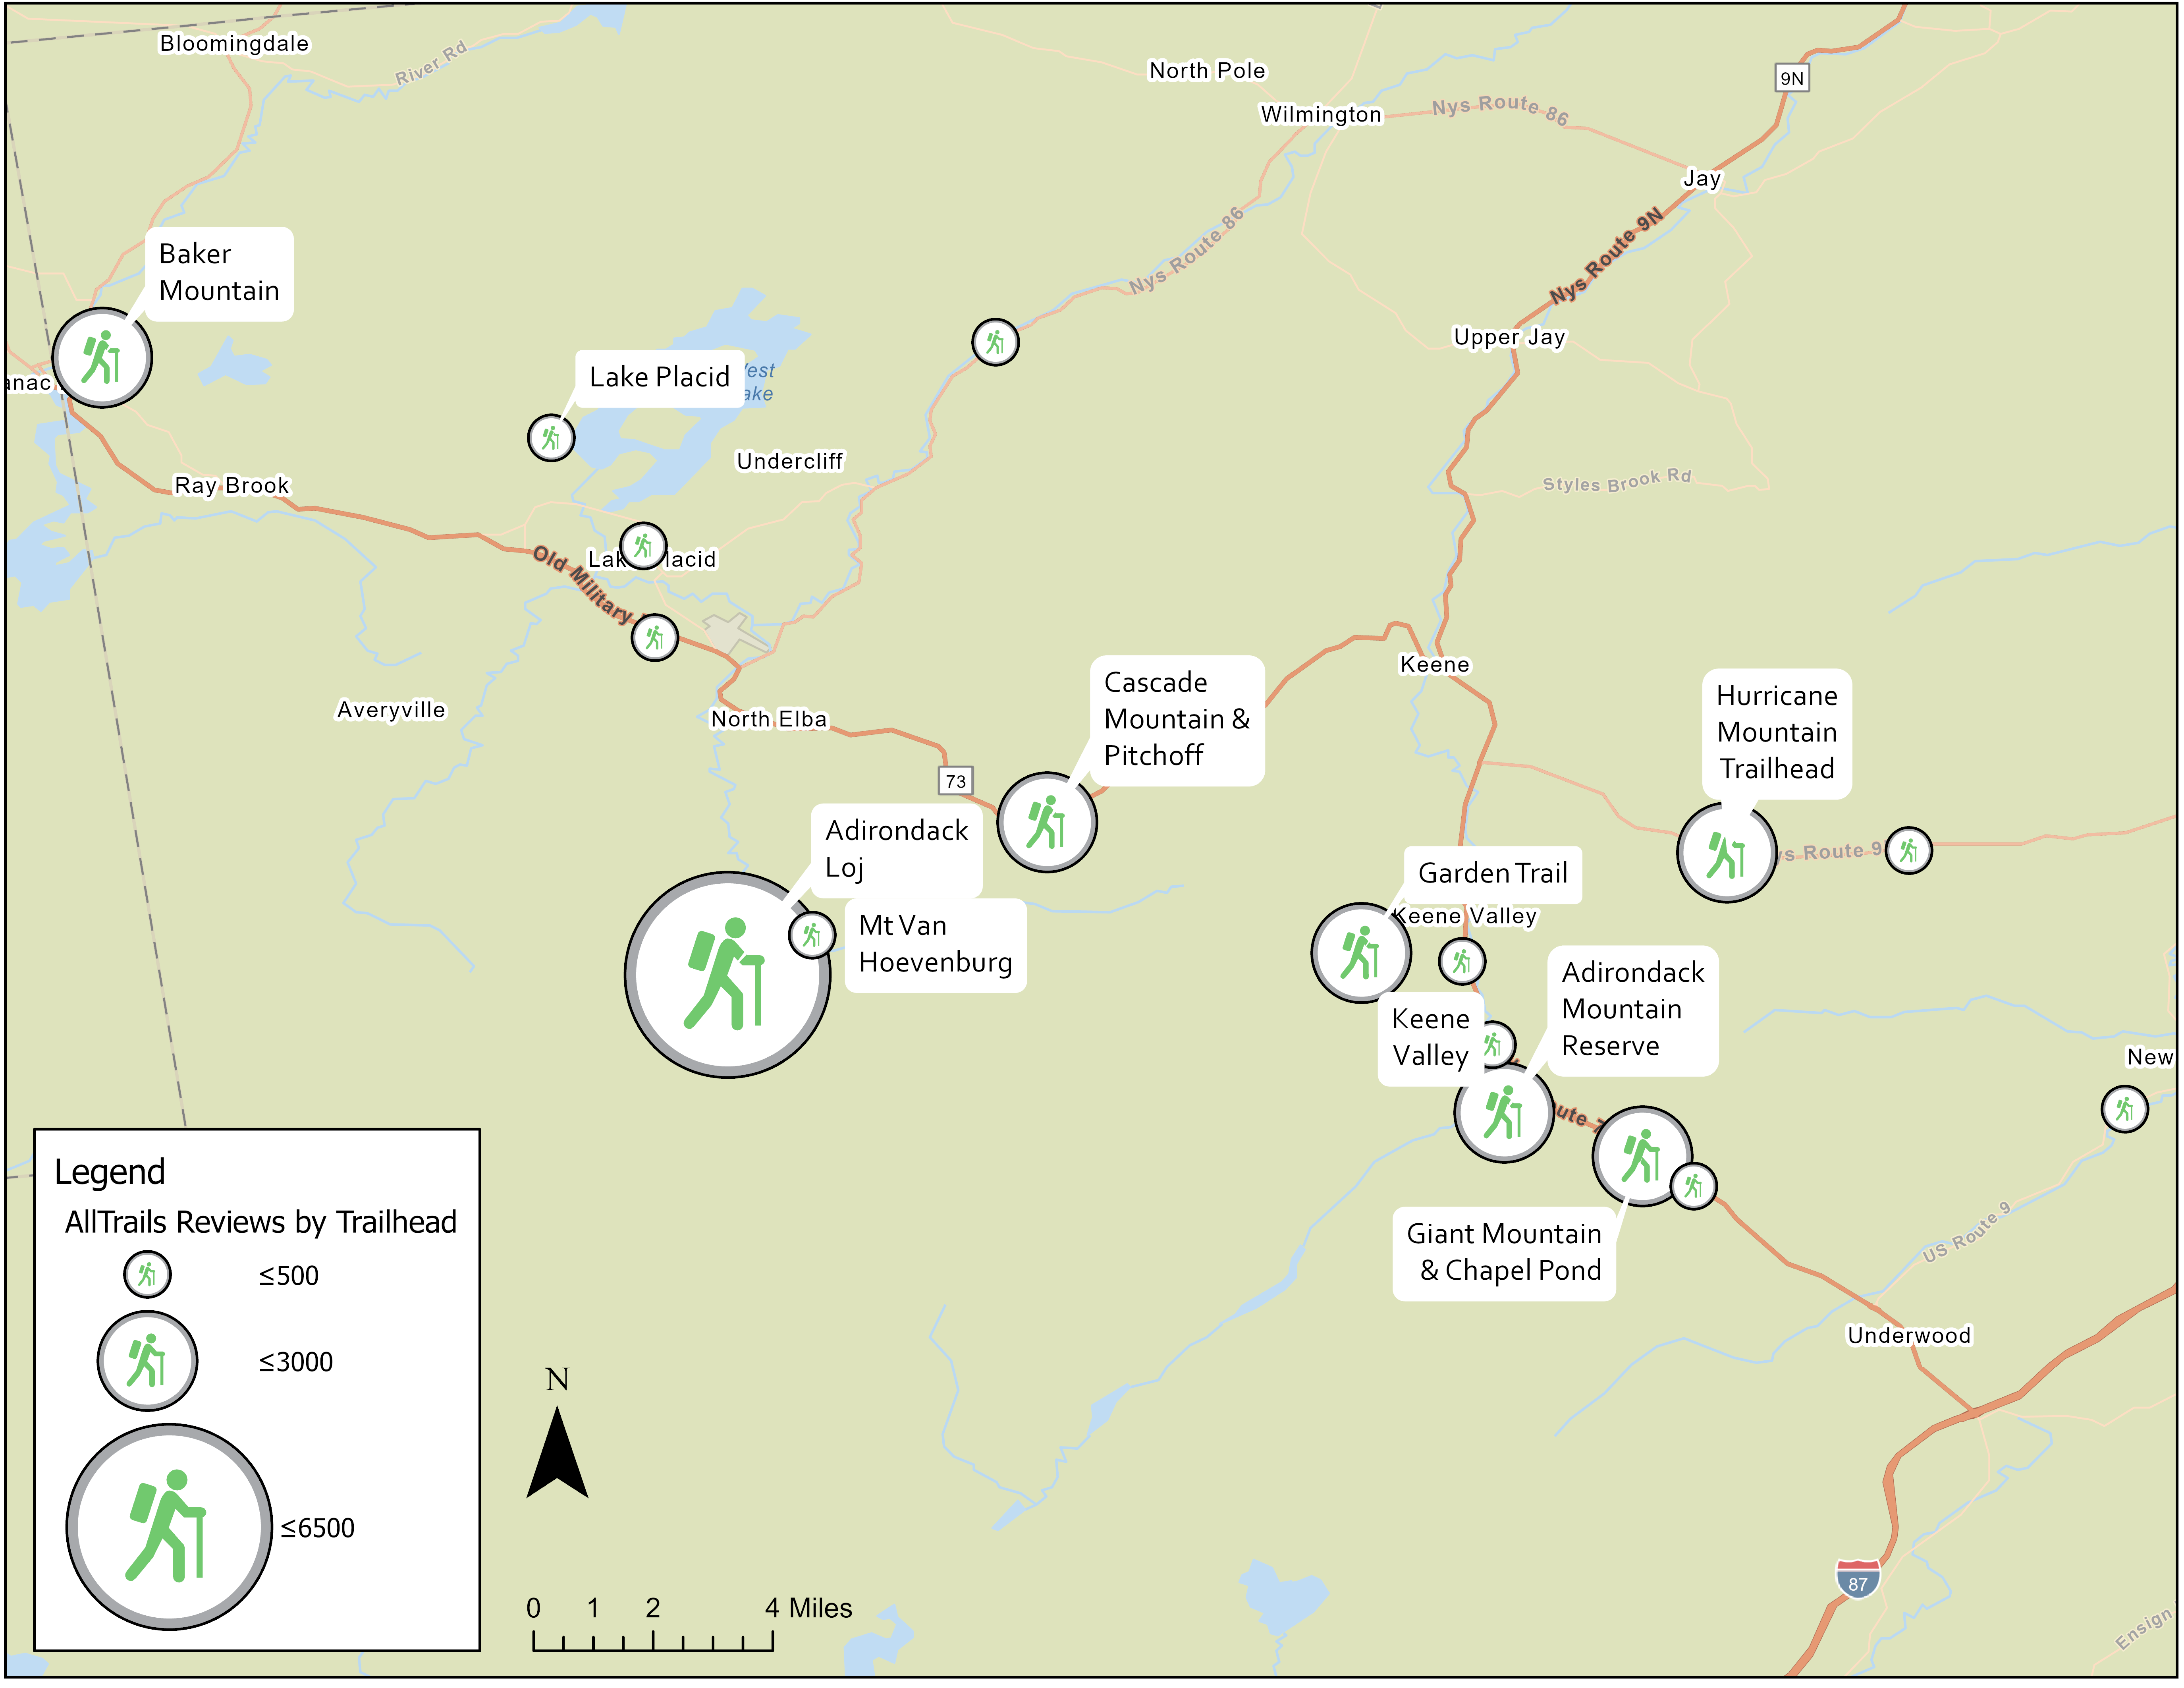 Bloomingdale
River Rd
North Pole
Wilmington
Nys Route 86
9N
Jay
Nys Route 9N
Nys Route 86
Baker
Mountain
Upper Jay
Lake Placid
est
ake
anac
Undercliff
Ray Brook
Styles Brook Rd
Lak lacid
Old Military
Keene
Averyville
North Elba
Cascade
Mountain &
Pitchoff
Hurricane
Mountain
Trailhead
73
Adirondack
Loj
ys Route 9
Garden Trail
Keene Valley
Mt Van
Hoevenburg
Adirondack
Mountain
Reserve
Keene
Valley
New
ute 7
Giant Mountain
& Chapel Pond
US Route 9
Underwood
Legend
AllTrails Reviews by Trailhead
≤500
≤3000
≤6500
N
0 1 2 4 Miles
87
Ensign